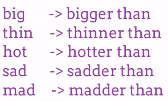 big -> bigger than
thin -> thinner than
hot -> hotter than
sad -> sadder than
mad -> madder than